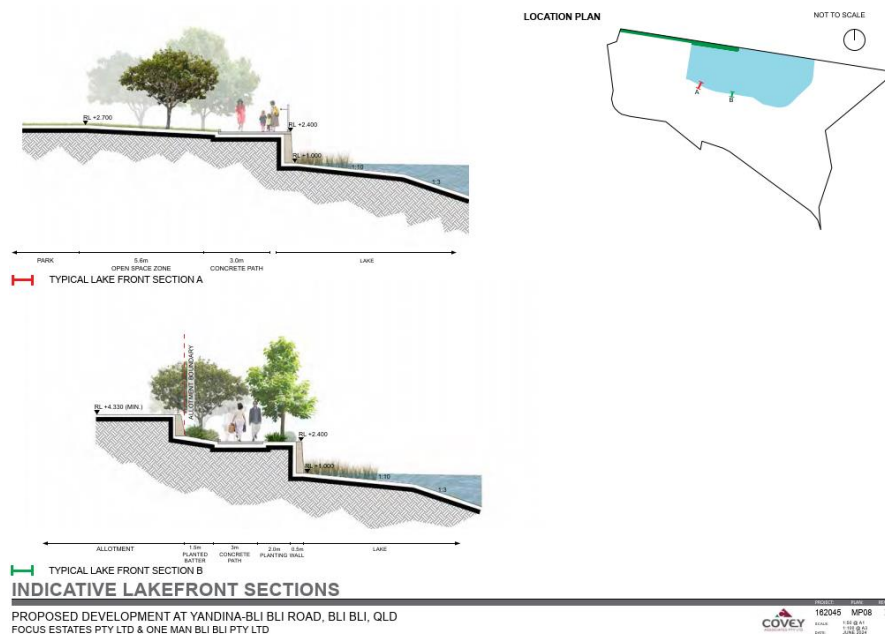 LOCATION PLAN
NOT TO SCALE
A
B
RL +2.700
RL +2.400
RL +1.000
1:10
1:3
PARK
5.6m
OPEN SPACE ZONE
3.0m
CONCRETE PATH
LAKE
TYPICAL LAKE FRONT SECTION A
ALLOTMENT BOUNDARY
RL +4.330 (MIN.)
RL +2.400
RL +1.000
1:10
1:3
ALLOTMENT
1.5m
PLANTED
BATTER
3m
CONCRETE
PATH
2.0m
PLANTING
0.5m
WALL
LAKE
TYPICAL LAKE FRONT SECTION B
INDICATIVE LAKEFRONT SECTIONS
PROPOSED DEVELOPMENT AT YANDINA-BLI BLI ROAD, BLI BLI, QLD
FOCUS ESTATES PTY LTD & ONE MAN BLI BLI PTY LTD
COVEY
PROJECT: PLAN:
162045 MP08
SCALE: 1:50 @ A1
1:100 @ A3
DATE: JUNE 2024